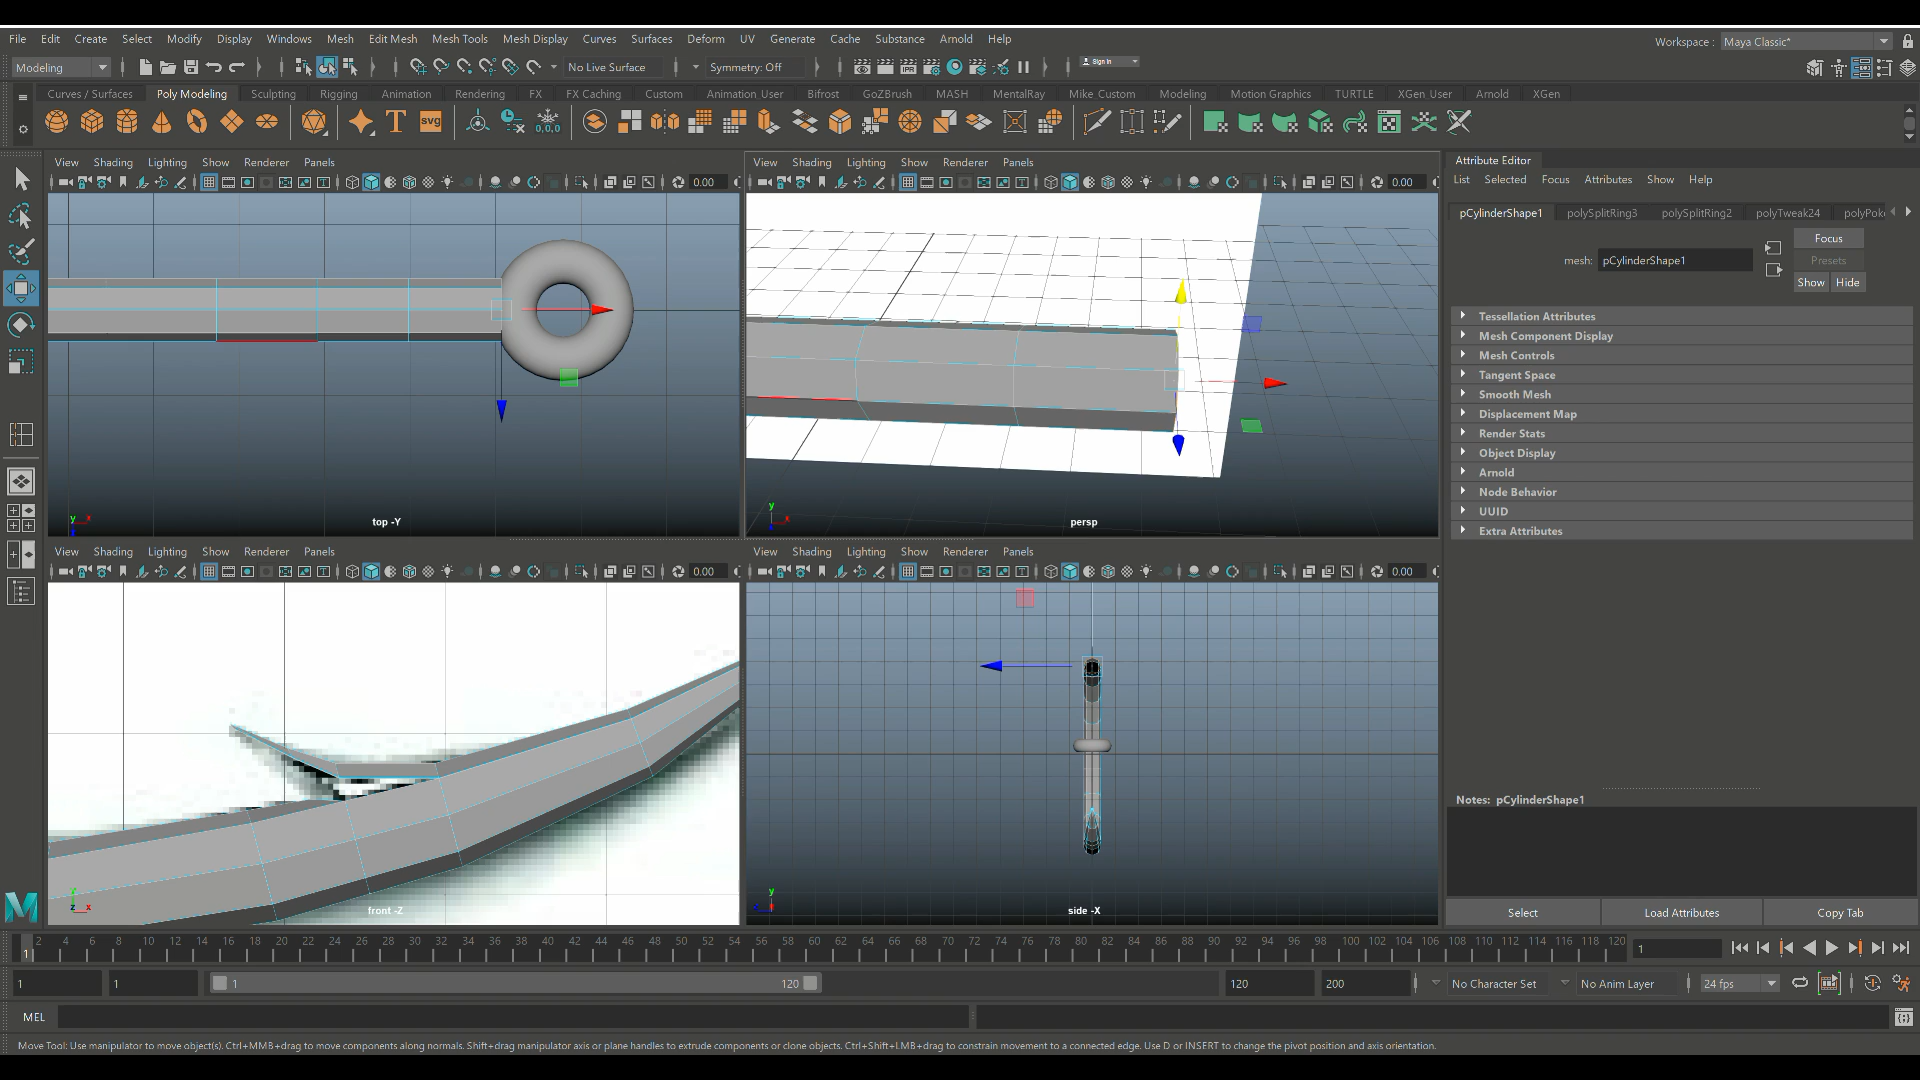 File Edit Create Select Modify Display Windows Mesh Edit Mesh Mesh Tools Mesh Display Curves Surfaces Deform UV Generate Cache Substance Arnold Help
Workspace : Maya Classic*
Modeling No Live Surface Symmetry: Off Sign In
Curves / Surfaces Poly Modeling Sculpting Rigging Animation Rendering FX FX Caching Custom Animation_User Bifrost GoZBrush MASH MentalRay Mike_Custom Modeling Motion Graphics TURTLE XGen_User Arnold XGen
T svg 0,0,0
View Shading Lighting Show Renderer Panels
0.00
top -Y
View Shading Lighting Show Renderer Panels
0.00
persp
View Shading Lighting Show Renderer Panels
0.00
front -Z
View Shading Lighting Show Renderer Panels
0.00
side -X
Attribute Editor
List Selected Focus Attributes Show Help
pCylinderShape1 polySplitRing3 polySplitRing2 polyTweak24 polyPok
Focus
mesh: pCylinderShape1
Presets
Show Hide
Tessellation Attributes
Mesh Component Display
Mesh Controls
Tangent Space
Smooth Mesh
Displacement Map
Render Stats
Object Display
Arnold
Node Behavior
UUID
Extra Attributes
Notes: pCylinderShape1
Select Load Attributes Copy Tab
2 4 6 8 10 12 14 16 18 20 22 24 26 28 30 32 34 36 38 40 42 44 46 48 50 52 54 56 58 60 62 64 66 68 70 72 74 76 78 80 82 84 86 88 90 92 94 96 98 100 102 104 106 108 110 112 114 116 118 120
1 1
1 1 1 120 120 200 No Character Set No Anim Layer 24 fps
MEL
Move Tool: Use manipulator to move object(s). Ctrl+MMB+drag to move components along normals. Shift+drag manipulator axis or plane handles to extrude components or clone objects. Ctrl+Shift+LMB+drag to constrain movement to a connected edge. Use D or INSERT to change the pivot position and axis orientation.